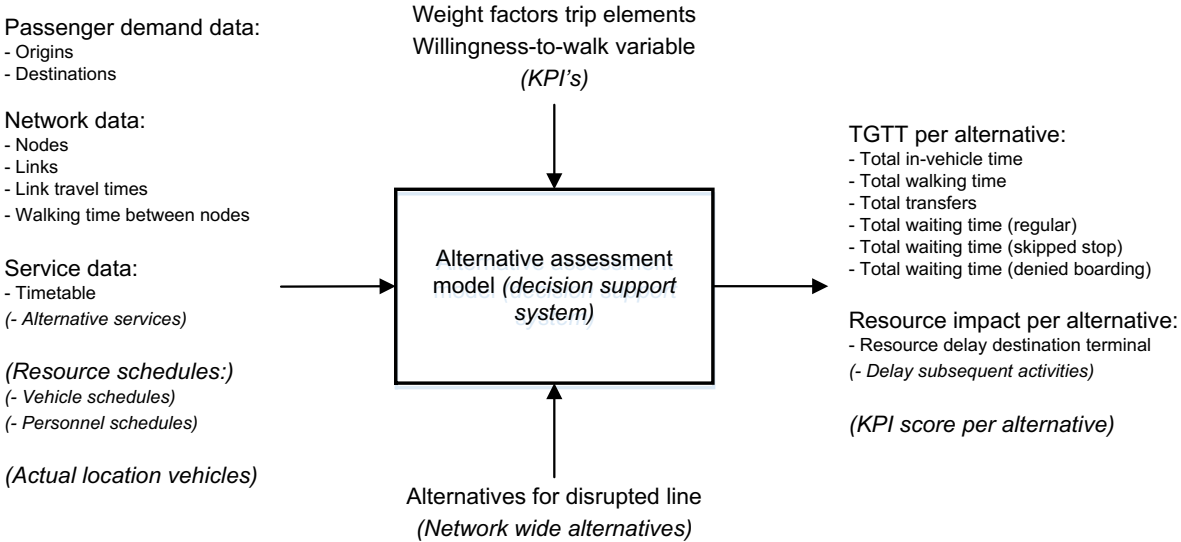 Passenger demand data:
- Origins
- Destinations
Network data:
- Nodes
- Links
- Link travel times
- Walking time between nodes
Service data:
- Timetable
(- Alternative services)
(Resource schedules:)
(- Vehicle schedules)
(- Personnel schedules)
(Actual location vehicles)
Weight factors trip elements
Willingness-to-walk variable
(KPI's)
Alternative assessment
model (decision support
system)
Alternatives for disrupted line
(Network wide alternatives)
TGTT per alternative:
- Total in-vehicle time
- Total walking time
- Total transfers
- Total waiting time (regular)
- Total waiting time (skipped stop)
- Total waiting time (denied boarding)
Resource impact per alternative:
- Resource delay destination terminal
(- Delay subsequent activities)
(KPI score per alternative)